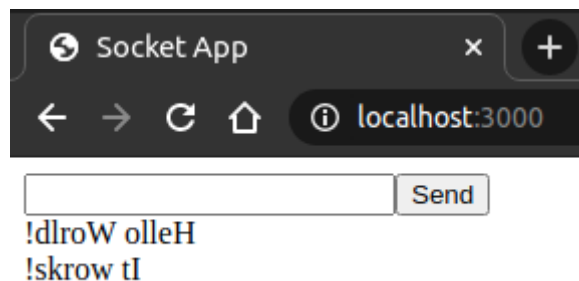 Socket App
localhost:3000
Send
!dlroW olleH
!skrow tI